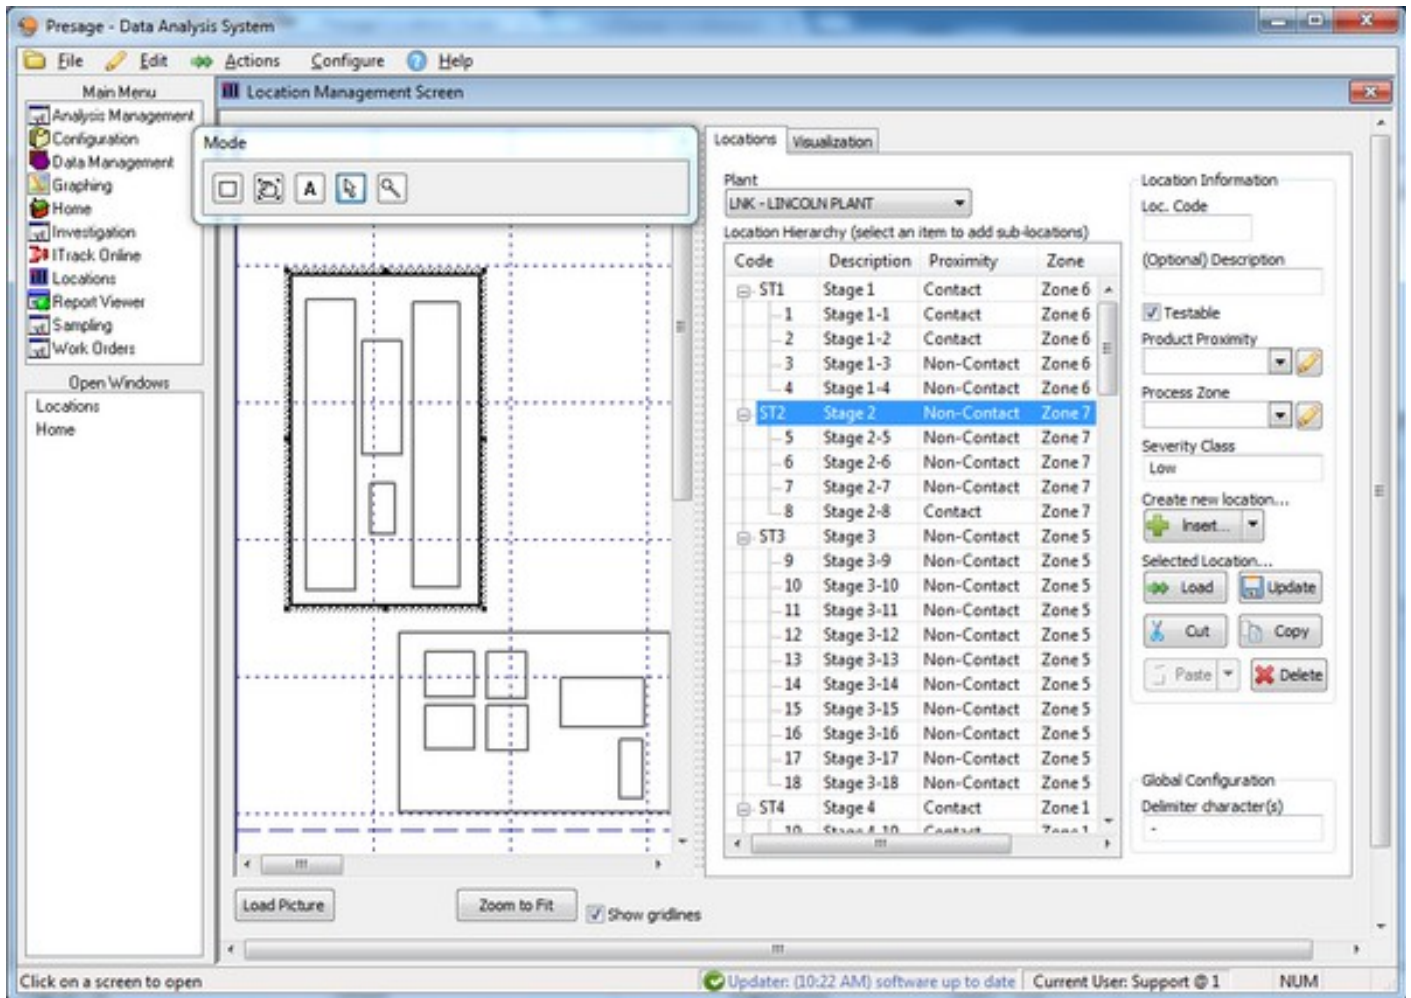 Presage - Data Analysis System
File Edit Actions Configure Help
Main Menu
Analysis Management
Configuration
Data Management
Graphing
Home
Investigation
ITrack Online
Locations
Report Viewer
Sampling
Work Orders
Open Windows
Locations
Home
Location Management Screen
Mode
A
Load Picture
Zoom to Fit
Show gridlines
Locations Visualization
Plant
LNK - LINCOLN PLANT
Location Hierarchy (select an item to add sub-locations)
Code Description Proximity Zone
ST1 Stage 1 Contact Zone 6
1 Stage 1-1 Contact Zone 6
2 Stage 1-2 Contact Zone 6
3 Stage 1-3 Non-Contact Zone 6
4 Stage 1-4 Non-Contact Zone 6
ST2 Stage 2 Non-Contact Zone 7
5 Stage 2-5 Non-Contact Zone 7
6 Stage 2-6 Non-Contact Zone 7
7 Stage 2-7 Non-Contact Zone 7
8 Stage 2-8 Contact Zone 7
ST3 Stage 3 Non-Contact Zone 5
9 Stage 3-9 Non-Contact Zone 5
10 Stage 3-10 Non-Contact Zone 5
11 Stage 3-11 Non-Contact Zone 5
12 Stage 3-12 Non-Contact Zone 5
13 Stage 3-13 Non-Contact Zone 5
14 Stage 3-14 Non-Contact Zone 5
15 Stage 3-15 Non-Contact Zone 5
16 Stage 3-16 Non-Contact Zone 5
17 Stage 3-17 Non-Contact Zone 5
18 Stage 3-18 Non-Contact Zone 5
ST4 Stage 4 Contact Zone 1
19 Stage 4-19 Contact Zone 1
Location Information
Loc. Code
(Optional) Description
Testable
Product Proximity
Process Zone
Severity Class
Low
Create new location...
Insert...
Selected Location...
Load Update
Cut Copy
Paste Delete
Global Configuration
Delimiter character(s)
-
Click on a screen to open
Updater: (10:22 AM) software up to date
Current User: Support @ 1
NUM